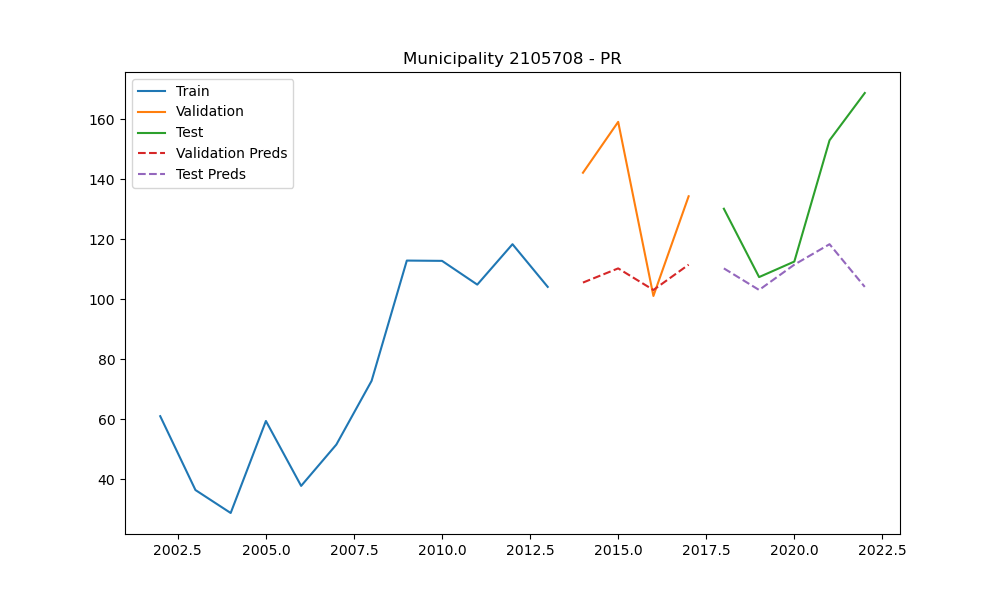 Municipality 2105708 - PR
Train
Validation
Test
Validation Preds
Test Preds
160
140
120
100
80
60
40
2002.5 2005.0 2007.5 2010.0 2012.5 2015.0 2017.5 2020.0 2022.5